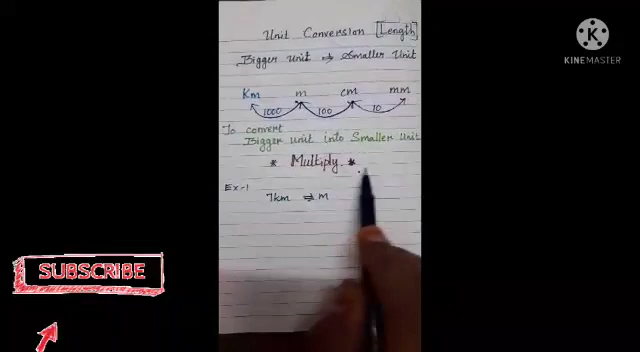 Unit Conversion [Length]
Bigger Unit ⇒ Smaller Unit
Km m cm mm
1000 100 10
To convert
Bigger unit into Smaller Unit
* Multiply *
Ex-1
7km ⇒ m
K
KINEMASTER
SUBSCRIBE